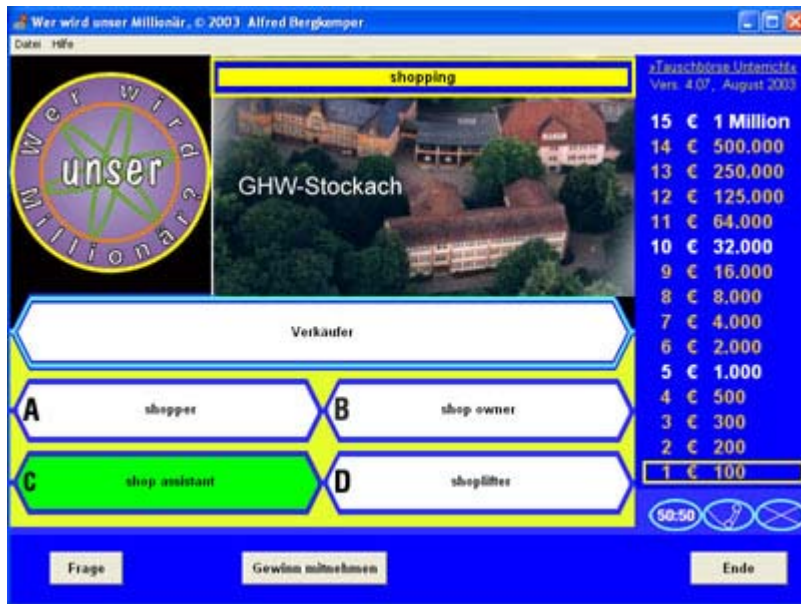 Wer wird unser Millionär, © 2003 Alfred Bergkemper
Datei Hilfe
Wer wird
unser
Millionär?
shopping
GHW-Stockach
»Tauschbörse Unterricht«
Vers. 4.07, August 2003
15 € 1 Million
14 € 500.000
13 € 250.000
12 € 125.000
11 € 64.000
10 € 32.000
9 € 16.000
8 € 8.000
7 € 4.000
6 € 2.000
5 € 1.000
4 € 500
3 € 300
2 € 200
1 € 100
Verkäufer
A shopper
B shop owner
C shop assistant
D shoplifter
50:50
Frage
Gewinn mitnehmen
Ende